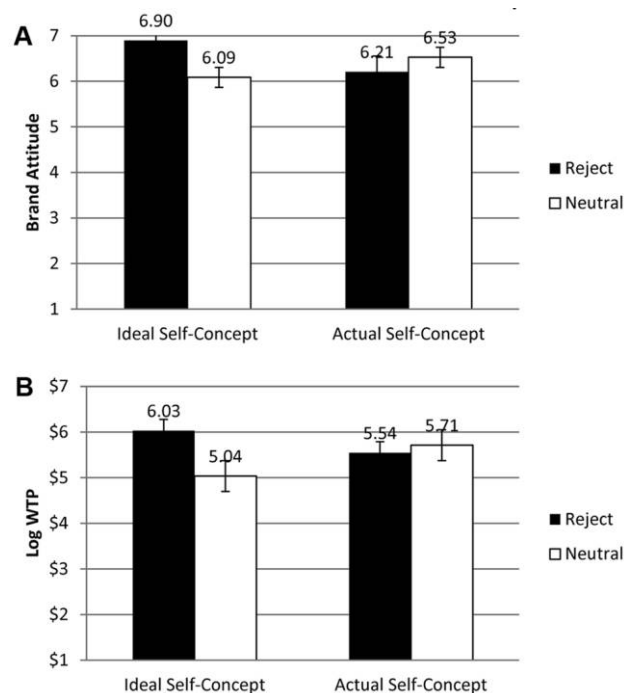 A
6.90
7
6.09
6.21
6.53
6
5
4
3
2
1
Brand Attitude
Reject
Neutral
Ideal Self-Concept
Actual Self-Concept
B
$7
6.03
$6
5.04
5.54
5.71
$5
$4
$3
$2
$1
Log WTP
Reject
Neutral
Ideal Self-Concept
Actual Self-Concept